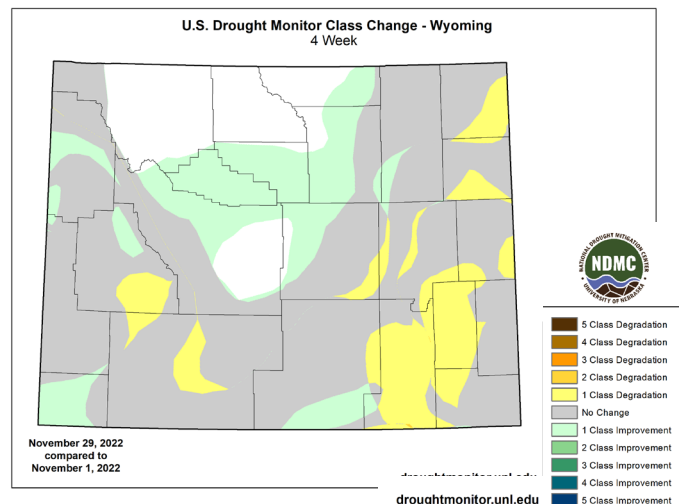 U.S. Drought Monitor Class Change - Wyoming
4 Week
NATIONAL DROUGHT MITIGATION CENTER
NDMC
UNIVERSITY OF NEBRASKA
5 Class Degradation
4 Class Degradation
3 Class Degradation
2 Class Degradation
1 Class Degradation
No Change
1 Class Improvement
2 Class Improvement
3 Class Improvement
4 Class Improvement
5 Class Improvement
November 29, 2022
compared to
November 1, 2022
droughtmonitor.unl.edu
droughtmonitor.unl.edu